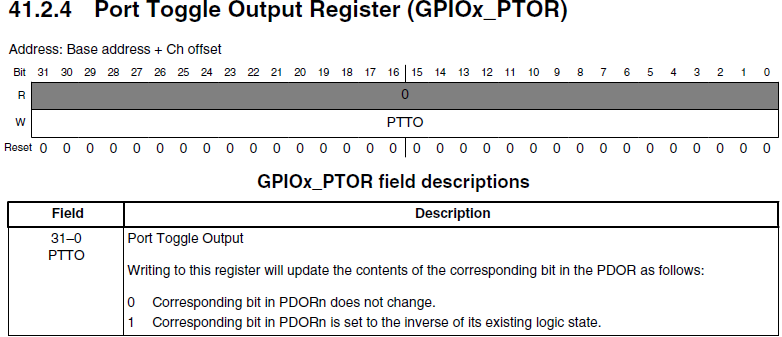 41.2.4 Port Toggle Output Register (GPIOx_PTOR)
Address: Base address + Ch offset
Bit 31 30 29 28 27 26 25 24 23 22 21 20 19 18 17 16 15 14 13 12 11 10 9 8 7 6 5 4 3 2 1 0
R 0
W PTTO
Reset 0 0 0 0 0 0 0 0 0 0 0 0 0 0 0 0 0 0 0 0 0 0 0 0 0 0 0 0 0 0 0 0
GPIOx_PTOR field descriptions
Field Description
31–0 Port Toggle Output
PTTO
Writing to this register will update the contents of the corresponding bit in the PDOR as follows:
0 Corresponding bit in PDORn does not change.
1 Corresponding bit in PDORn is set to the inverse of its existing logic state.